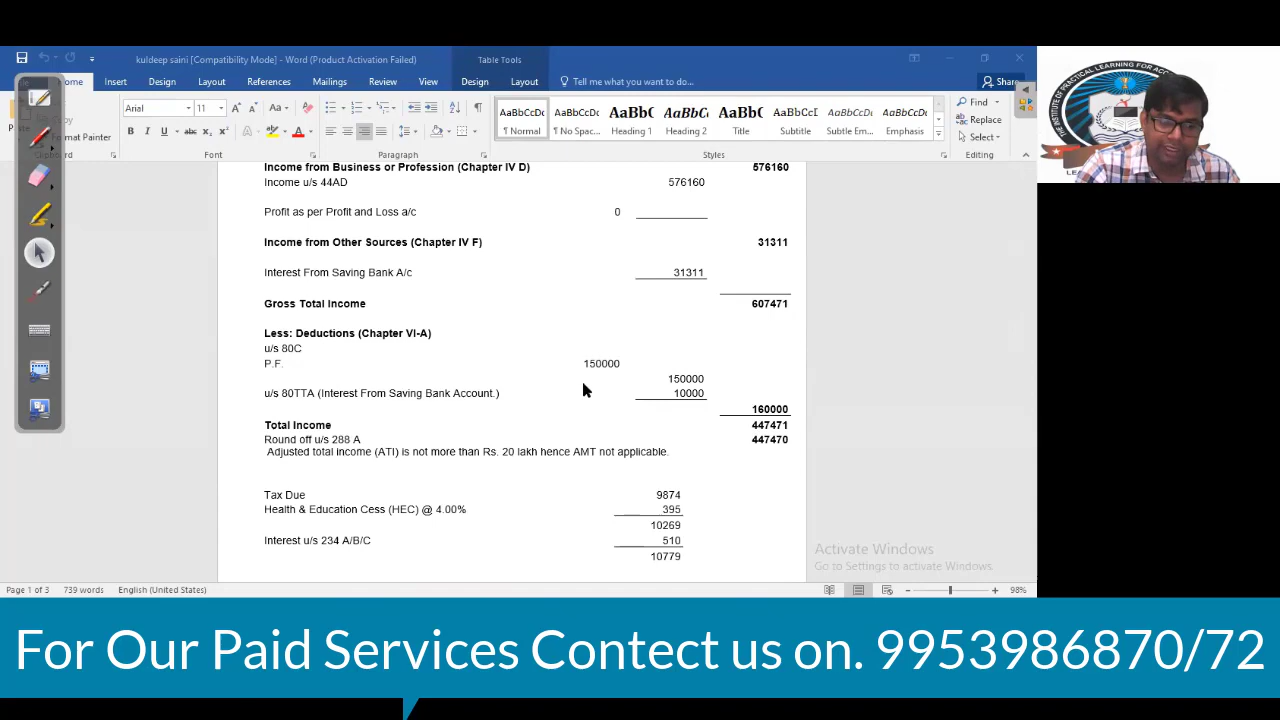 kuldeep saini [Compatibility Mode] - Word (Product Activation Failed)
Table Tools
Home Insert Design Layout References Mailings Review View Design Layout Tell me what you want to do... Share
Arial 11 Aa
AaBbCcDc AaBbCcDc AaBbC AaBbCc AaBbC AaBbCcD AaBbCcDc AaBbCcDc
¶ Normal ¶ No Spac... Heading 1 Heading 2 Title Subtitle Subtle Em... Emphasis
Find
Replace
Select
Format Painter
Clipboard Font Paragraph Styles Editing
Income from Business or Profession (Chapter IV D) 576160
Income u/s 44AD 576160
Profit as per Profit and Loss a/c 0
Income from Other Sources (Chapter IV F) 31311
Interest From Saving Bank A/c 31311
Gross Total Income 607471
Less: Deductions (Chapter VI-A)
u/s 80C
P.F. 150000
150000
u/s 80TTA (Interest From Saving Bank Account.) 10000
160000
Total Income 447471
Round off u/s 288 A 447470
Adjusted total income (ATI) is not more than Rs. 20 lakh hence AMT not applicable.
Tax Due 9874
Health & Education Cess (HEC) @ 4.00% 395
10269
Interest u/s 234 A/B/C 510
10779
Activate Windows
Go to Settings to activate Windows.
Page 1 of 3 739 words English (United States) 98%
For Our Paid Services Contect us on. 9953986870/72